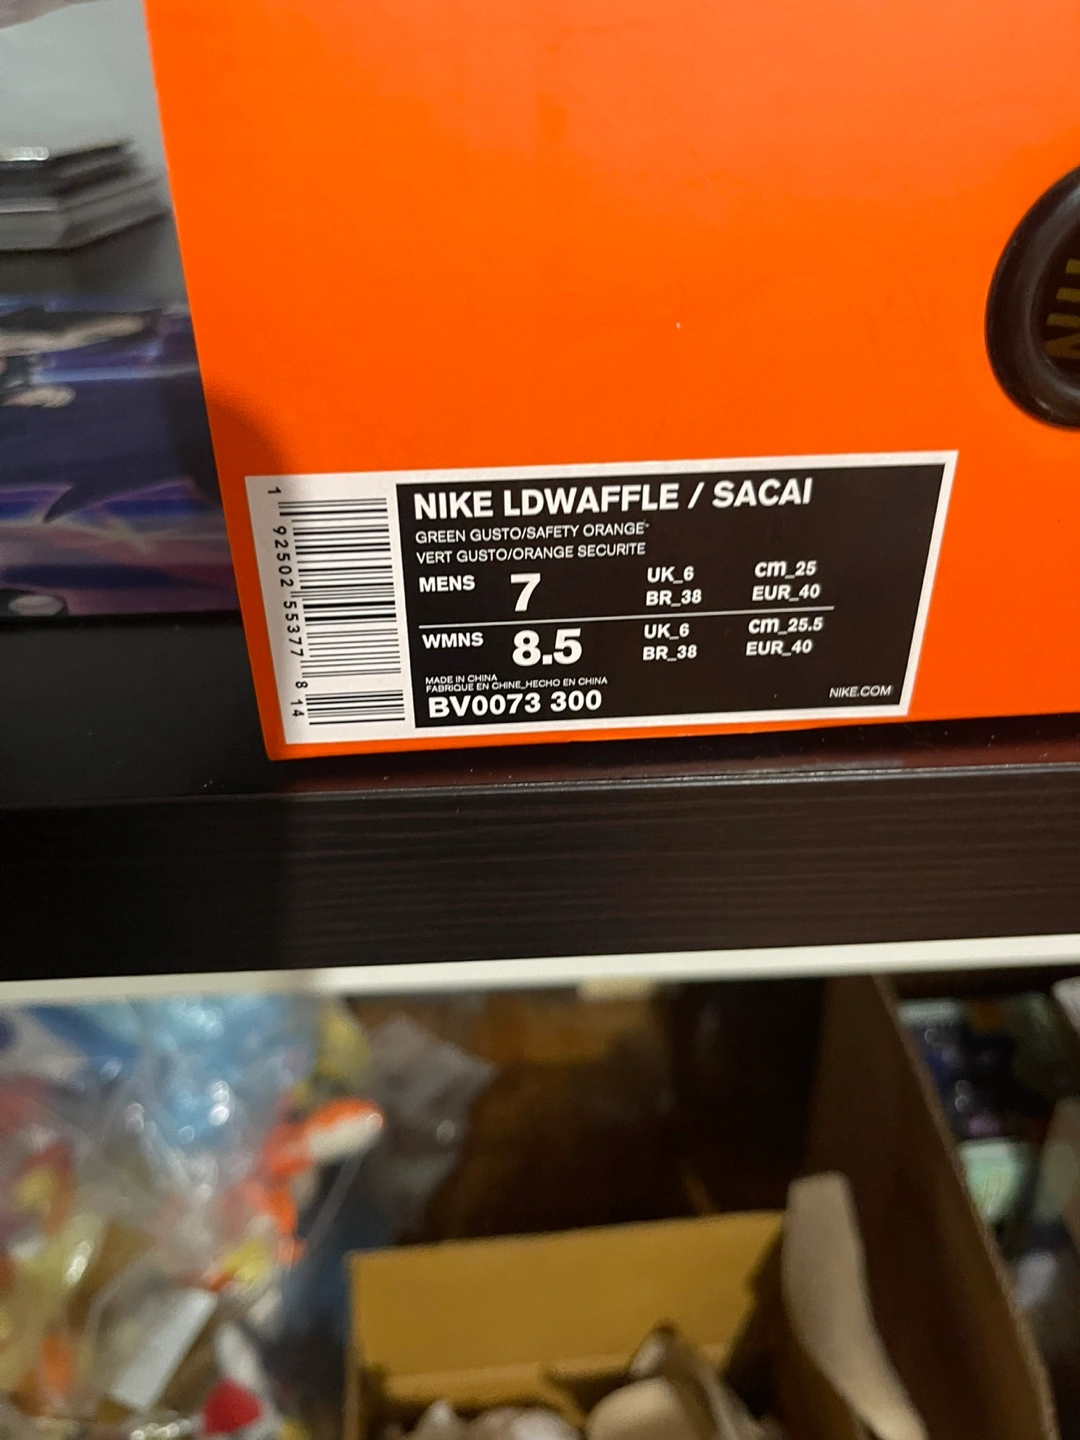 NIKE LDWAFFLE / SACAI
GREEN GUSTO/SAFETY ORANGE-
VERT GUSTO/ORANGE SECURITE
MENS 7 UK_6 cm_25
BR_38 EUR_40
WMNS 8.5 UK_6 cm_25.5
BR_38 EUR_40
MADE IN CHINA
FABRIQUE EN CHINE_HECHO EN CHINA
BV0073 300
NIKE.COM
1 92502 55377 8 14